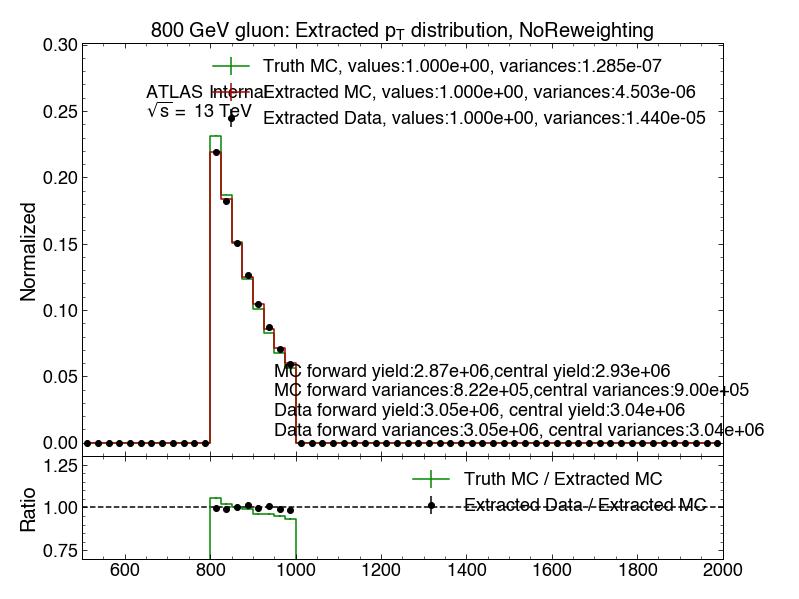 800 GeV gluon: Extracted pT distribution, NoReweighting
0.30
0.25
0.20
0.15
0.10
0.05
0.00
Normalized
Truth MC, values:1.000e+00, variances:1.285e-07
ATLAS Internal
Extracted MC, values:1.000e+00, variances:4.503e-06
√s = 13 TeV
Extracted Data, values:1.000e+00, variances:1.440e-05
MC forward yield:2.87e+06,central yield:2.93e+06
MC forward variances:8.22e+05,central variances:9.00e+05
Data forward yield:3.05e+06, central yield:3.04e+06
Data forward variances:3.05e+06, central variances:3.04e+06
1.25
1.00
0.75
Ratio
Truth MC / Extracted MC
Extracted Data / Extracted MC
600 800 1000 1200 1400 1600 1800 2000